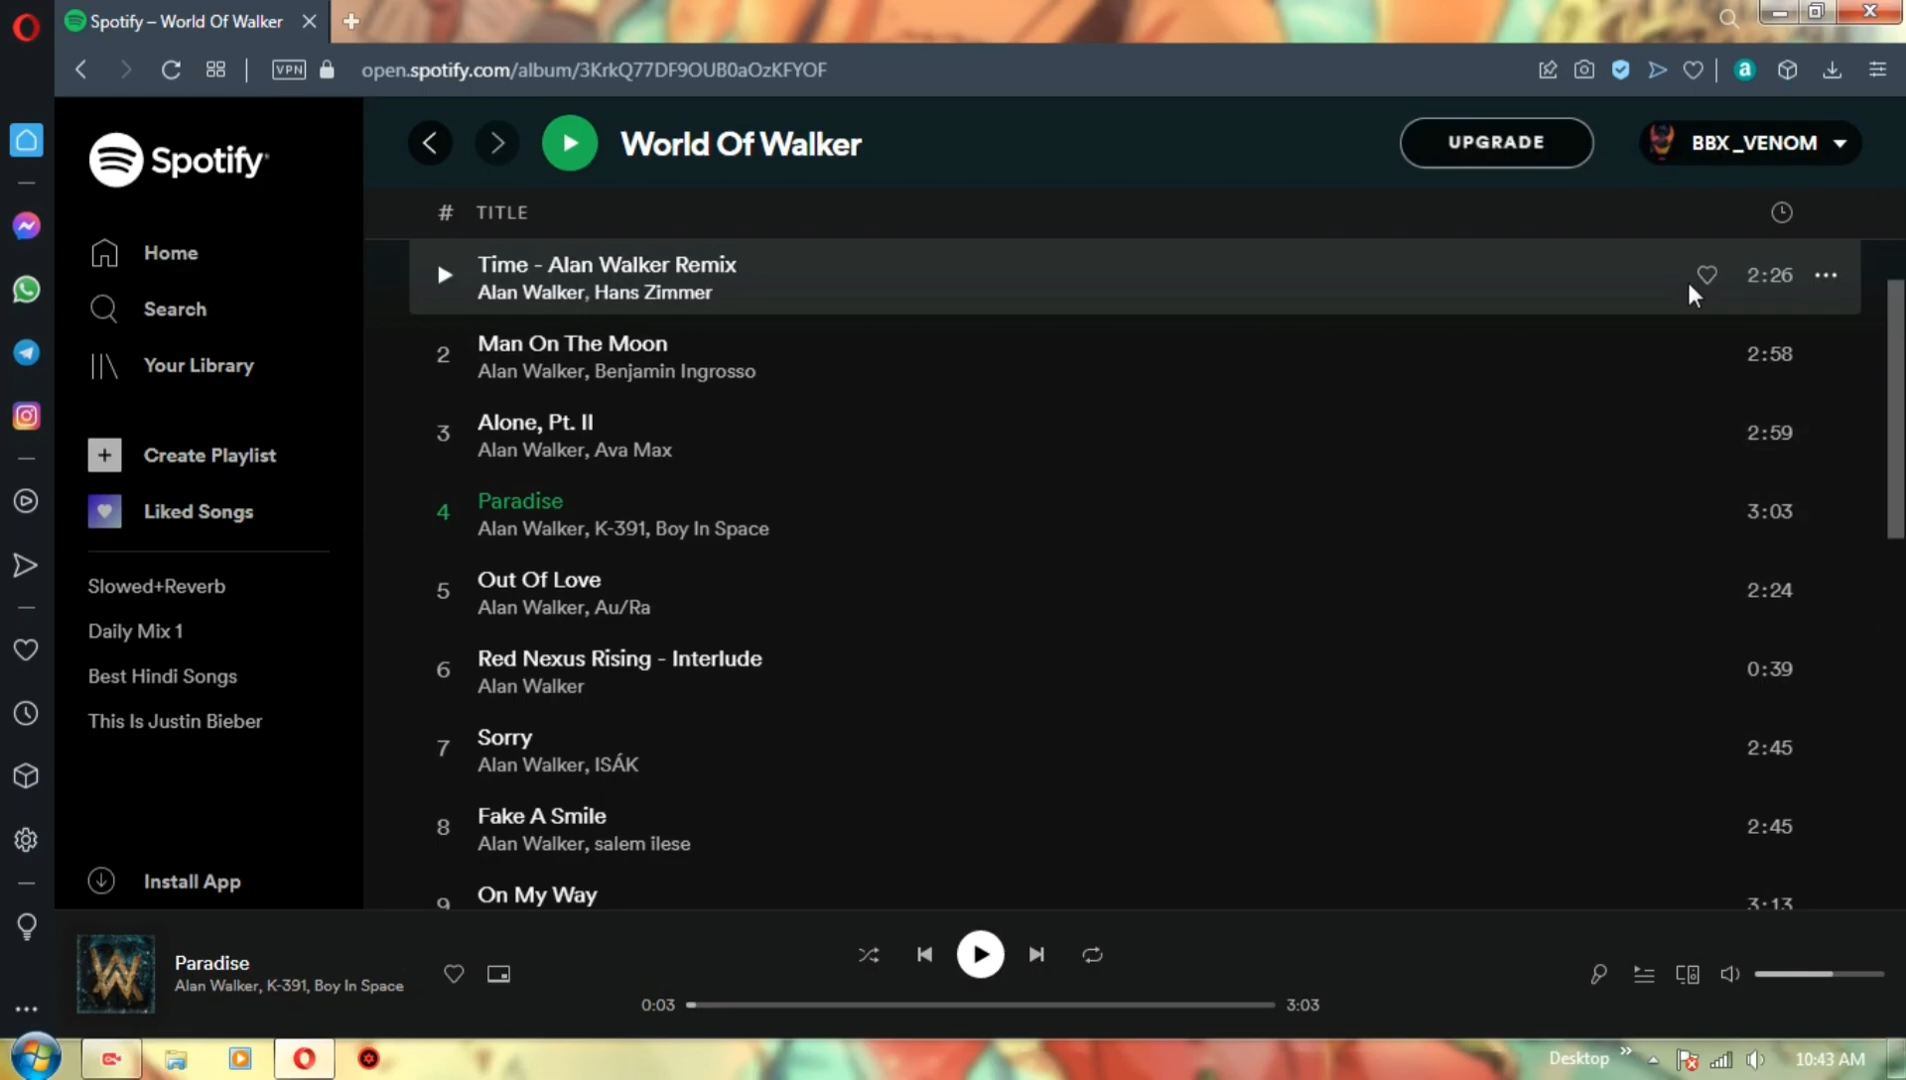 Spotify – World Of Walker
VPN
open.spotify.com/album/3KrkQ77DF9OUB0aOzKFYOF
a
Spotify
World Of Walker
UPGRADE
BBX_VENOM
Home
Search
Your Library
Create Playlist
Liked Songs
Slowed+Reverb
Daily Mix 1
Best Hindi Songs
This Is Justin Bieber
Install App
# TITLE
Time - Alan Walker Remix
Alan Walker, Hans Zimmer
2:26
2 Man On The Moon
Alan Walker, Benjamin Ingrosso
2:58
3 Alone, Pt. II
Alan Walker, Ava Max
2:59
4 Paradise
Alan Walker, K-391, Boy In Space
3:03
5 Out Of Love
Alan Walker, Au/Ra
2:24
6 Red Nexus Rising - Interlude
Alan Walker
0:39
7 Sorry
Alan Walker, ISÁK
2:45
8 Fake A Smile
Alan Walker, salem ilese
2:45
9 On My Way
3:13
Paradise
Alan Walker, K-391, Boy In Space
0:03
3:03
Desktop
10:43 AM